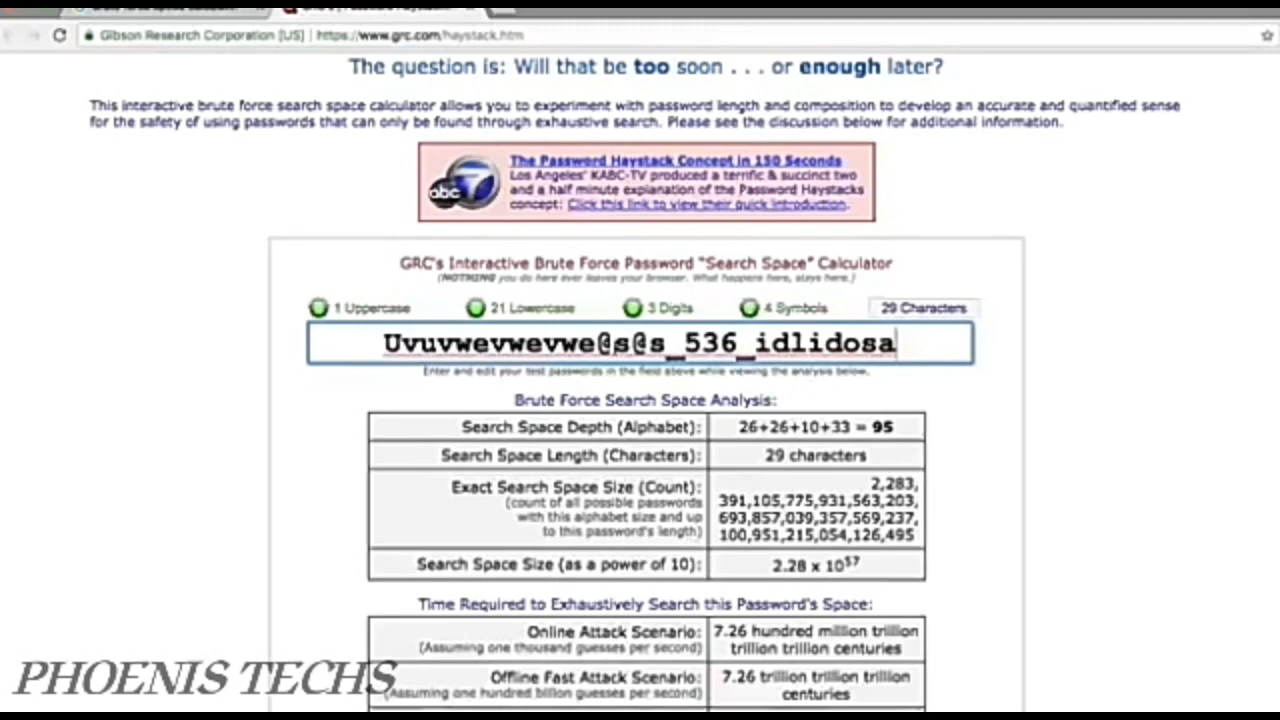 Gibson Research Corporation [US] | https://www.grc.com/haystack.htm
The question is: Will that be too soon . . . or enough later?
This interactive brute force search space calculator allows you to experiment with password length and composition to develop an accurate and quantified sense
for the safety of using passwords that can only be found through exhaustive search. Please see the discussion below for additional information.
The Password Haystack Concept in 150 Seconds
Los Angeles' KABC-TV produced a terrific & succinct two
and a half minute explanation of the Password Haystacks
concept: Click this link to view their quick introduction.
abc 7
GRC's Interactive Brute Force Password "Search Space" Calculator
(NOTHING you do here ever leaves your browser. What happens here, stays here.)
1 Uppercase 21 Lowercase 3 Digits 4 Symbols 29 Characters
Uvuvwevwevwe@s@s_536_idlidosa
Enter and edit your test passwords in the field above while viewing the analysis below.
Brute Force Search Space Analysis:
Search Space Depth (Alphabet): 26+26+10+33 = 95
Search Space Length (Characters): 29 characters
Exact Search Space Size (Count):
(count of all possible passwords
with this alphabet size and up
to this password's length)
2,283,
391,105,775,931,563,203,
693,857,039,357,569,237,
100,951,215,054,126,495
Search Space Size (as a power of 10): 2.28 x 10^57
Time Required to Exhaustively Search this Password's Space:
Online Attack Scenario:
(Assuming one thousand guesses per second)
7.26 hundred million trillion
trillion trillion centuries
Offline Fast Attack Scenario:
(Assuming one hundred billion guesses per second)
7.26 trillion trillion trillion
centuries
PHOENIS TECHS